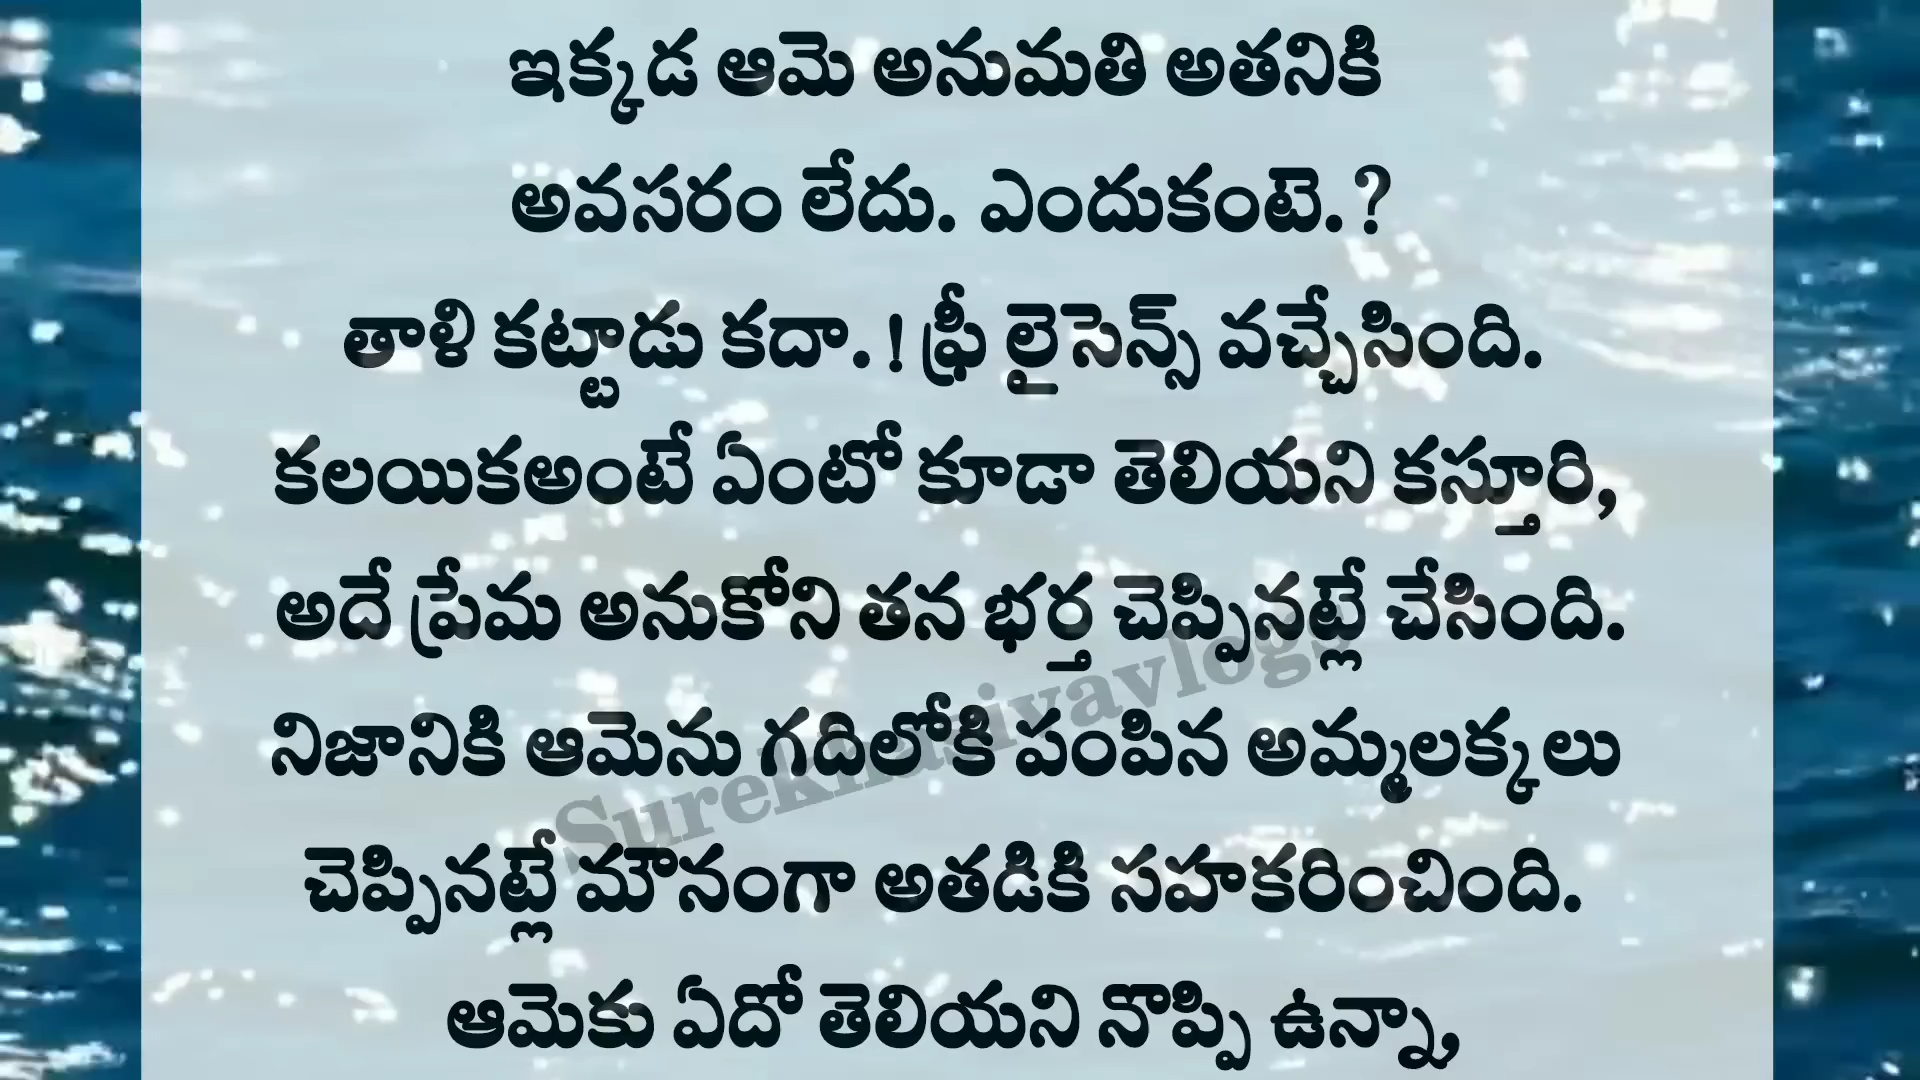 ఇక్కడ ఆమె అనుమతి అతనికి
అవసరం లేదు. ఎందుకంటె.?
తాళి కట్టాడు కదా.! ఫ్రీ లైసెన్స్ వచ్చేసింది.
కలయికఅంటే ఏంటో కూడా తెలియని కస్తూరి,
అదే ప్రేమ అనుకోని తన భర్త చెప్పినట్లే చేసింది.
నిజానికి ఆమెను గదిలోకి పంపిన అమ్మలక్కలు
చెప్పినట్లే మౌనంగా అతడికి సహకరించింది.
ఆమెకు ఏదో తెలియని నొప్పి ఉన్నా,
Surekhasivavlogs